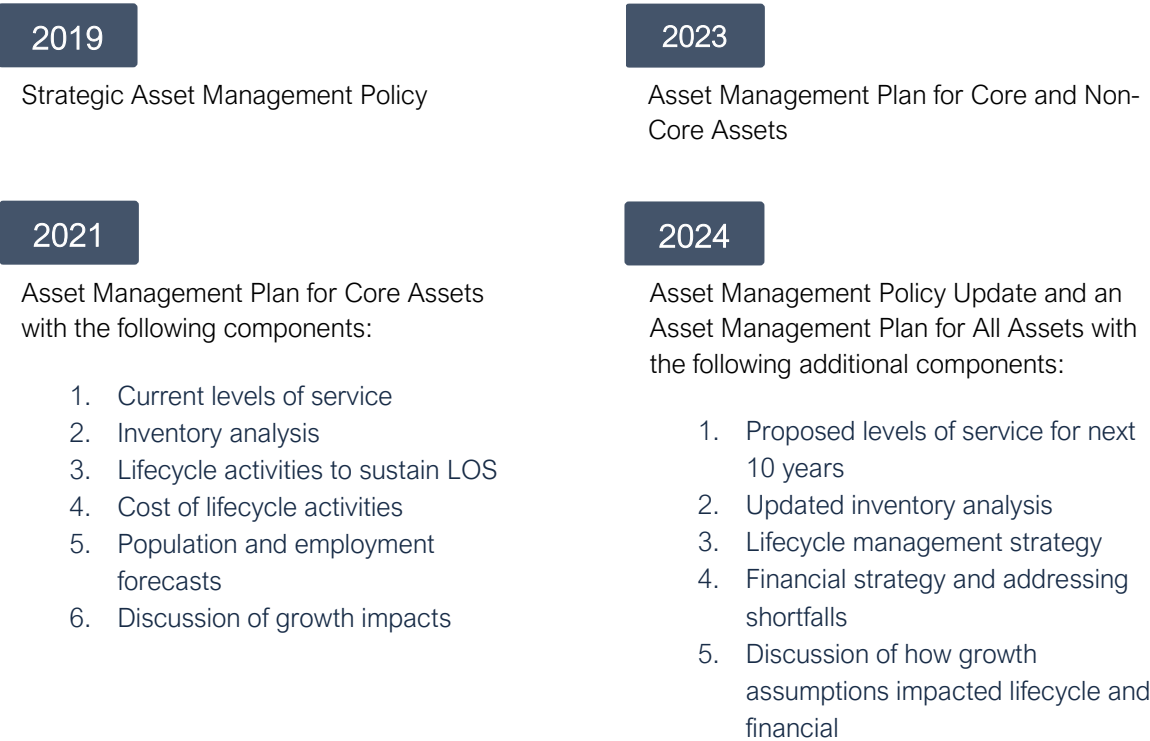 2019
Strategic Asset Management Policy
2021
Asset Management Plan for Core Assets
with the following components:
1. Current levels of service
2. Inventory analysis
3. Lifecycle activities to sustain LOS
4. Cost of lifecycle activities
5. Population and employment
forecasts
6. Discussion of growth impacts
2023
Asset Management Plan for Core and Non-
Core Assets
2024
Asset Management Policy Update and an
Asset Management Plan for All Assets with
the following additional components:
1. Proposed levels of service for next
10 years
2. Updated inventory analysis
3. Lifecycle management strategy
4. Financial strategy and addressing
shortfalls
5. Discussion of how growth
assumptions impacted lifecycle and
financial